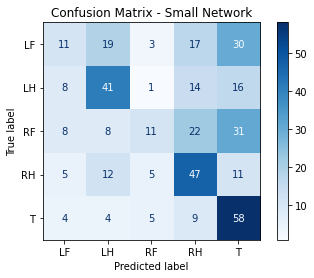 Confusion Matrix - Small Network
LF 11 19 3 17 30
50
LH 8 41 1 14 16
40
RF 8 8 11 22 31
30
RH 5 12 5 47 11
20
T 4 4 5 9 58
10
True label
LF LH RF RH T
Predicted label